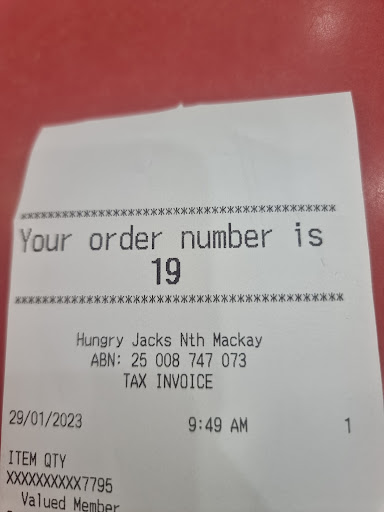 ****************************************
Your order number is
19
****************************************
Hungry Jacks Nth Mackay
ABN: 25 008 747 073
TAX INVOICE
29/01/2023 9:49 AM 1
ITEM QTY
XXXXXXXXXX7795
Valued Member